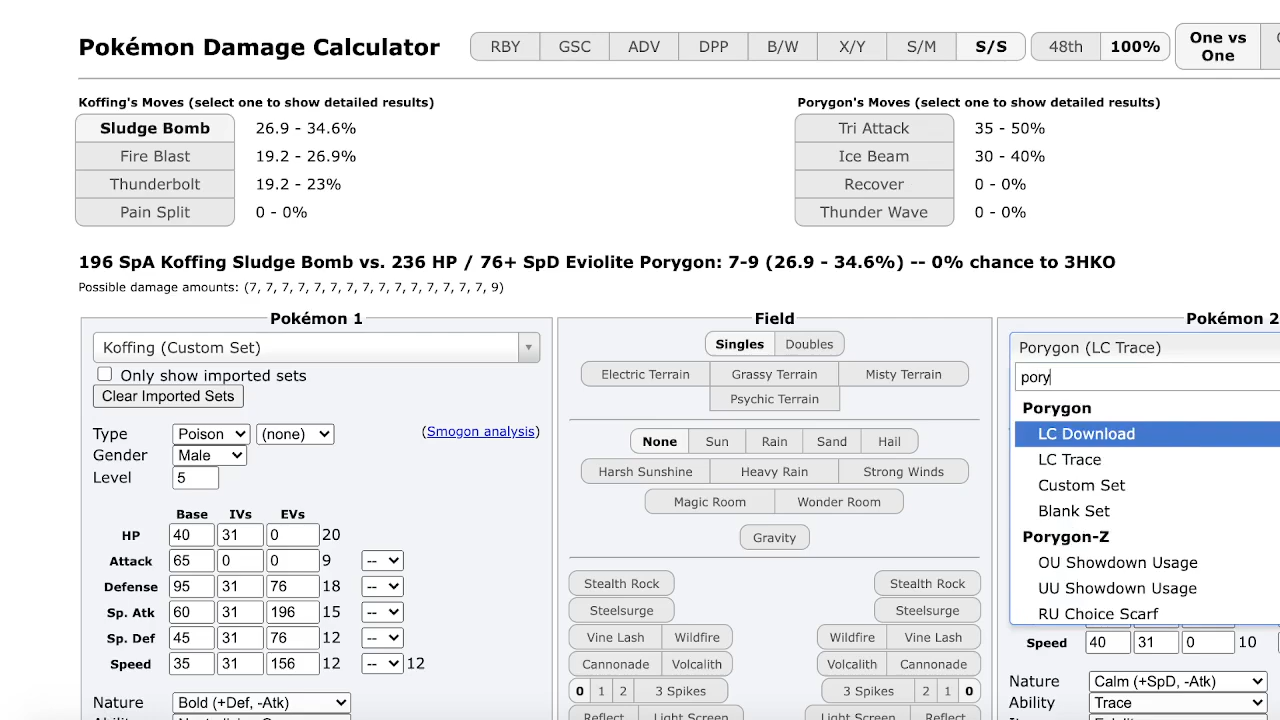 Pokémon Damage Calculator
RBY GSC ADV DPP B/W X/Y S/M S/S 48th 100% One vs One
Koffing's Moves (select one to show detailed results)
Sludge Bomb 26.9 - 34.6%
Fire Blast 19.2 - 26.9%
Thunderbolt 19.2 - 23%
Pain Split 0 - 0%
Porygon's Moves (select one to show detailed results)
Tri Attack 35 - 50%
Ice Beam 30 - 40%
Recover 0 - 0%
Thunder Wave 0 - 0%
196 SpA Koffing Sludge Bomb vs. 236 HP / 76+ SpD Eviolite Porygon: 7-9 (26.9 - 34.6%) -- 0% chance to 3HKO
Possible damage amounts: (7, 7, 7, 7, 7, 7, 7, 7, 7, 7, 7, 7, 7, 7, 7, 9)
Pokémon 1
Koffing (Custom Set)
Only show imported sets
Clear Imported Sets
Type Poison (none) (Smogon analysis)
Gender Male
Level 5
Base IVs EVs
HP 40 31 0 20
Attack 65 0 0 9 --
Defense 95 31 76 18 --
Sp. Atk 60 31 196 15 --
Sp. Def 45 31 76 12 --
Speed 35 31 156 12 -- 12
Nature Bold (+Def, -Atk)
Field
Singles Doubles
Electric Terrain Grassy Terrain Misty Terrain
Psychic Terrain
None Sun Rain Sand Hail
Harsh Sunshine Heavy Rain Strong Winds
Magic Room Wonder Room
Gravity
Stealth Rock Stealth Rock
Steelsurge Steelsurge
Vine Lash Wildfire Wildfire Vine Lash
Cannonade Volcalith Volcalith Cannonade
0 1 2 3 Spikes 3 Spikes 2 1 0
Reflect Light Screen Light Screen Reflect
Pokémon 2
Porygon (LC Trace)
pory
Porygon
LC Download
LC Trace
Custom Set
Blank Set
Porygon-Z
OU Showdown Usage
UU Showdown Usage
RU Choice Scarf
Speed 40 31 0 10
Nature Calm (+SpD, -Atk)
Ability Trace